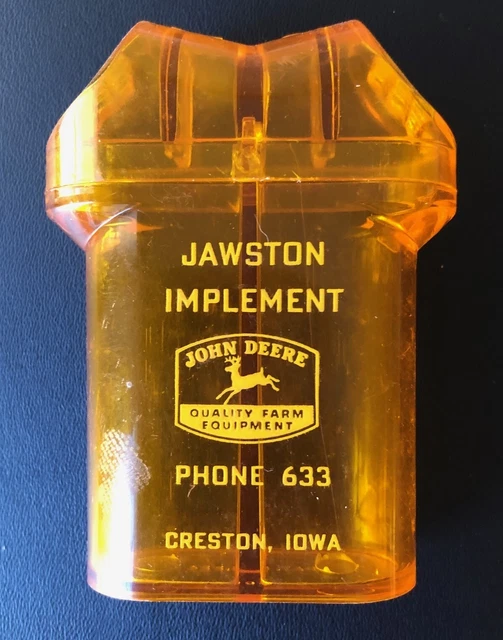 JAWSTON
IMPLEMENT
JOHN DEERE
QUALITY FARM
EQUIPMENT
PHONE 633
CRESTON, IOWA